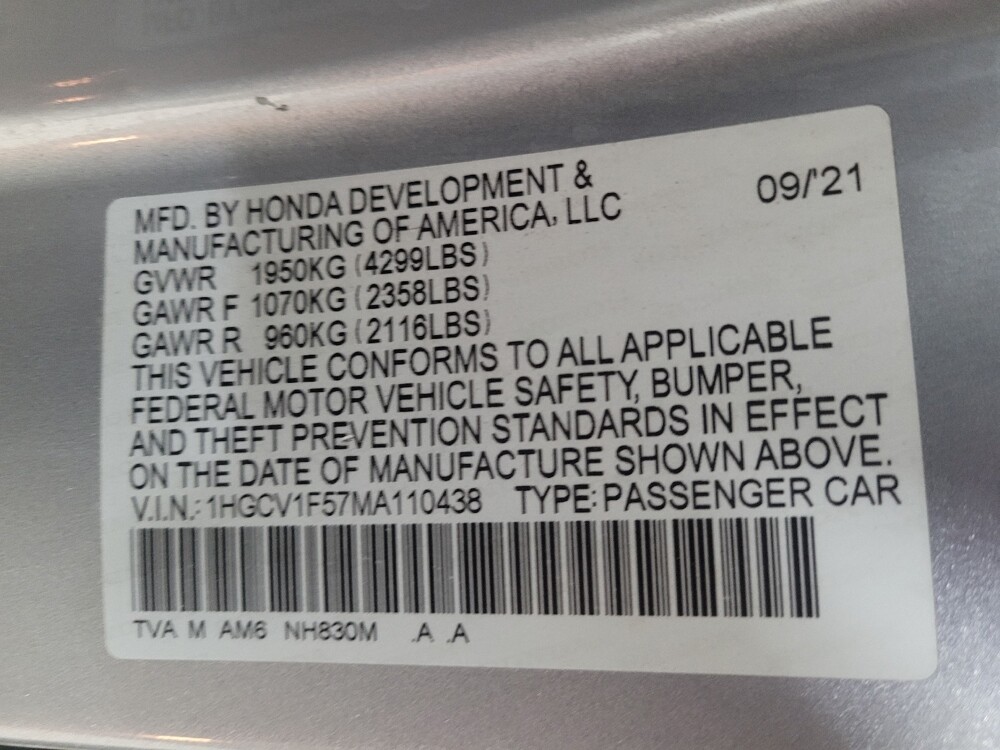 MFD. BY HONDA DEVELOPMENT &
MANUFACTURING OF AMERICA, LLC
09/'21
GVWR 1950KG (4299LBS)
GAWR F 1070KG (2358LBS)
GAWR R 960KG (2116LBS)
THIS VEHICLE CONFORMS TO ALL APPLICABLE
FEDERAL MOTOR VEHICLE SAFETY, BUMPER,
AND THEFT PREVENTION STANDARDS IN EFFECT
ON THE DATE OF MANUFACTURE SHOWN ABOVE.
V.I.N.: 1HGCV1F57MA110438 TYPE: PASSENGER CAR
TVA M AM6 NH830M .A .A